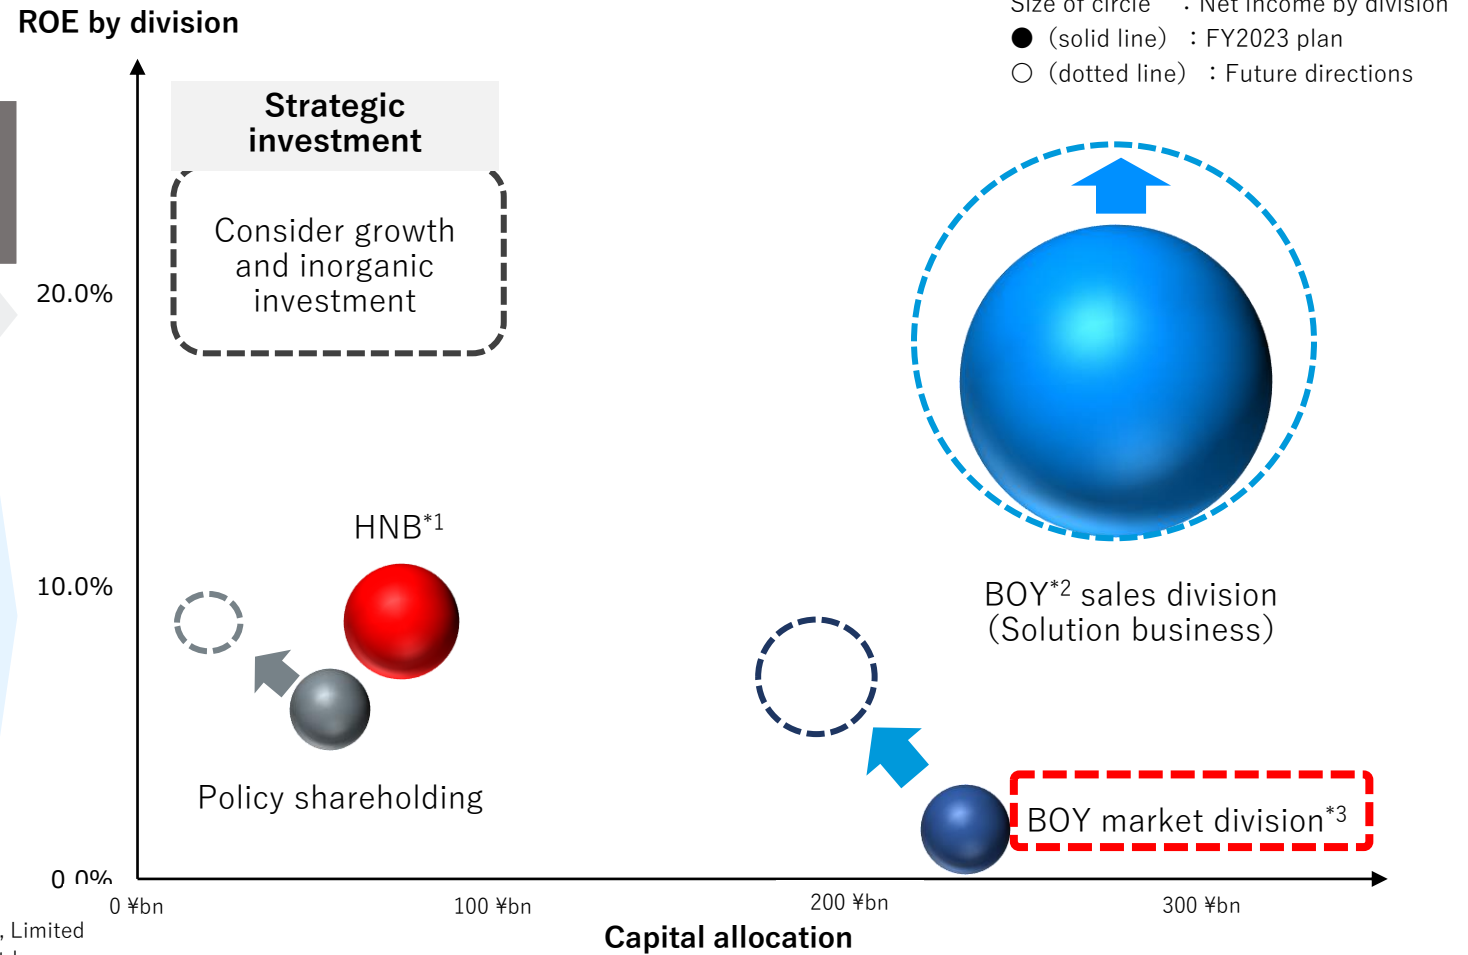 ROE by division
Size of circle : Net income by division
● (solid line) : FY2023 plan
○ (dotted line) : Future directions
Strategic
investment
Consider growth
and inorganic
investment
20.0%
HNB*1
10.0%
BOY*2 sales division
(Solution business)
Policy shareholding
BOY market division*3
0.0%
0 ¥bn
100 ¥bn
200 ¥bn
300 ¥bn
, Limited
Capital allocation